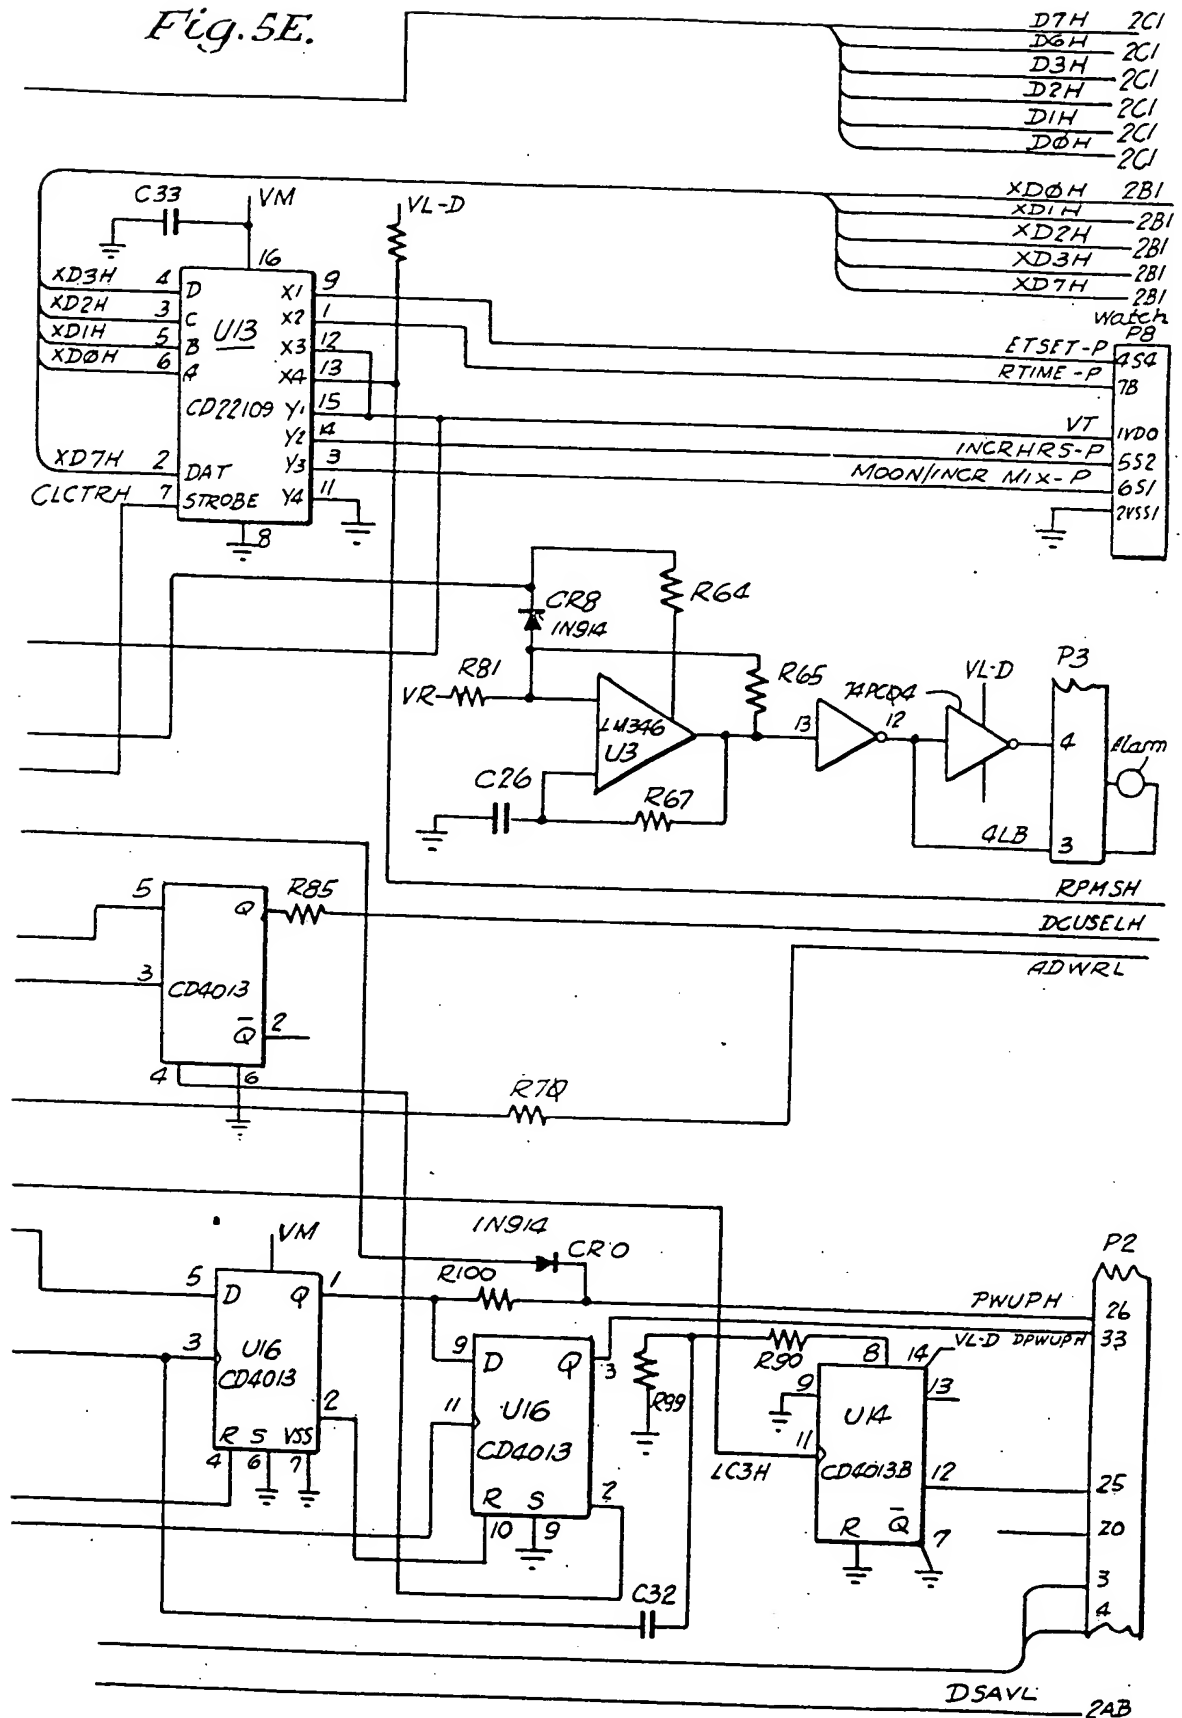 Fig.5E.
D7H 2C1
D6H 2C1
D3H 2C1
D2H 2C1
D1H 2C1
DØH 2C1
C33
VM
VL-D
XDØH 2B1
XD1H 2B1
XD2H 2B1
XD3H 2B1
XD7H 2B1
16
XD3H 4 D X1 9
XD2H 3 C X2 1
U13
XD1H 5 B X3 12
XDØH 6 A X4 13
CD22109 Y1 15
Y2 14
XD7H 2 DAT Y3 3
CLCTRH 7 STROBE Y4 11
8
watch
P8
ETSET-P 4S4
RTIME-P 7B
VT 1VDO
INCRHRS-P 5S2
MOON/INCR MIX-P 6S1
2VSS1
CR8
1N914
R64
R81
VR
R65
LM346
U3
13
12
74PC04
VL-D
P3
4
Alarm
C26
R67
4LB
3
RPMSH
5 Q R85
DCUSELH
ADWRL
3
CD4013
Q 2
4 6
R7Ø
1N914
VM
CR 0
P2
5 D Q 1
R100
PWUPH 26
VL-D DPWUPH 33
3
U16
CD4013
2
R S VSS
4 6 7
9 D Q 3
11
U16
CD4013
R S 2
10 9
R99
R90
8 14
9 13
U14
11
LC3H
CD4013B 12
25
R Q 7
20
3
4
C32
DSAVL
2AB